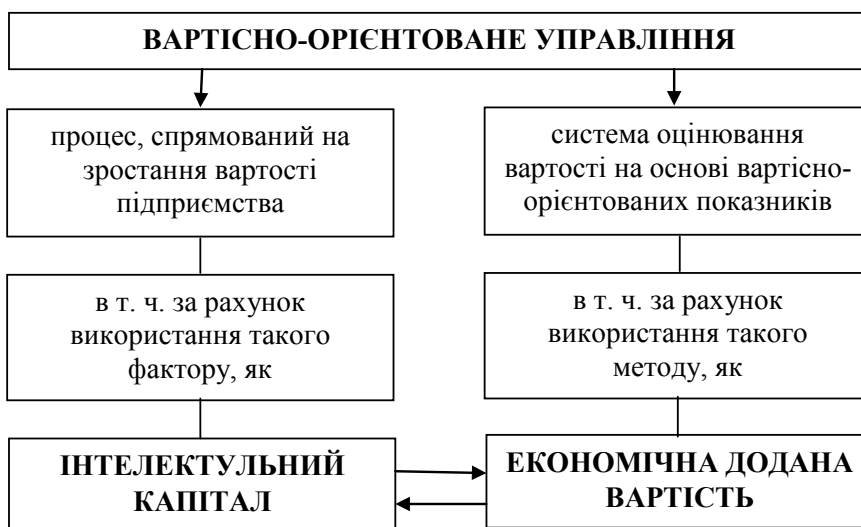 ВАРТІСНО-ОРІЄНТОВАНЕ УПРАВЛІННЯ
процес, спрямований на
зростання вартості
підприємства
система оцінювання
вартості на основі вартісно-
орієнтованих показників
в т. ч. за рахунок
використання такого
фактору, як
в т. ч. за рахунок
використання такого
методу, як
ІНТЕЛЕКТУЛЬНИЙ
КАПІТАЛ
ЕКОНОМІЧНА ДОДАНА
ВАРТІСТЬ